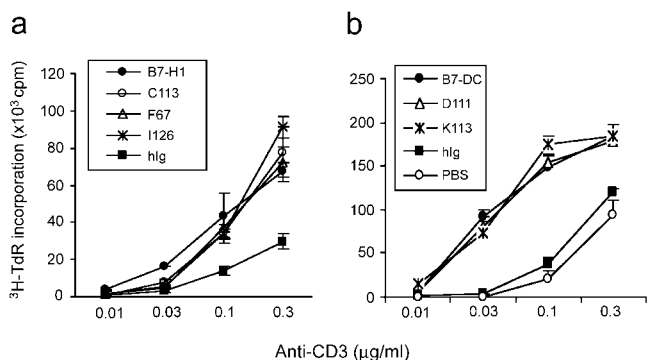 a
B7-H1
C113
F67
I126
hIg
³H-TdR incorporation (x10³ cpm)
120
100
80
60
40
20
0
0.01
0.03
0.1
0.3
b
B7-DC
D111
K113
hIg
PBS
250
200
150
100
50
0
0.01
0.03
0.1
0.3
Anti-CD3 (µg/ml)